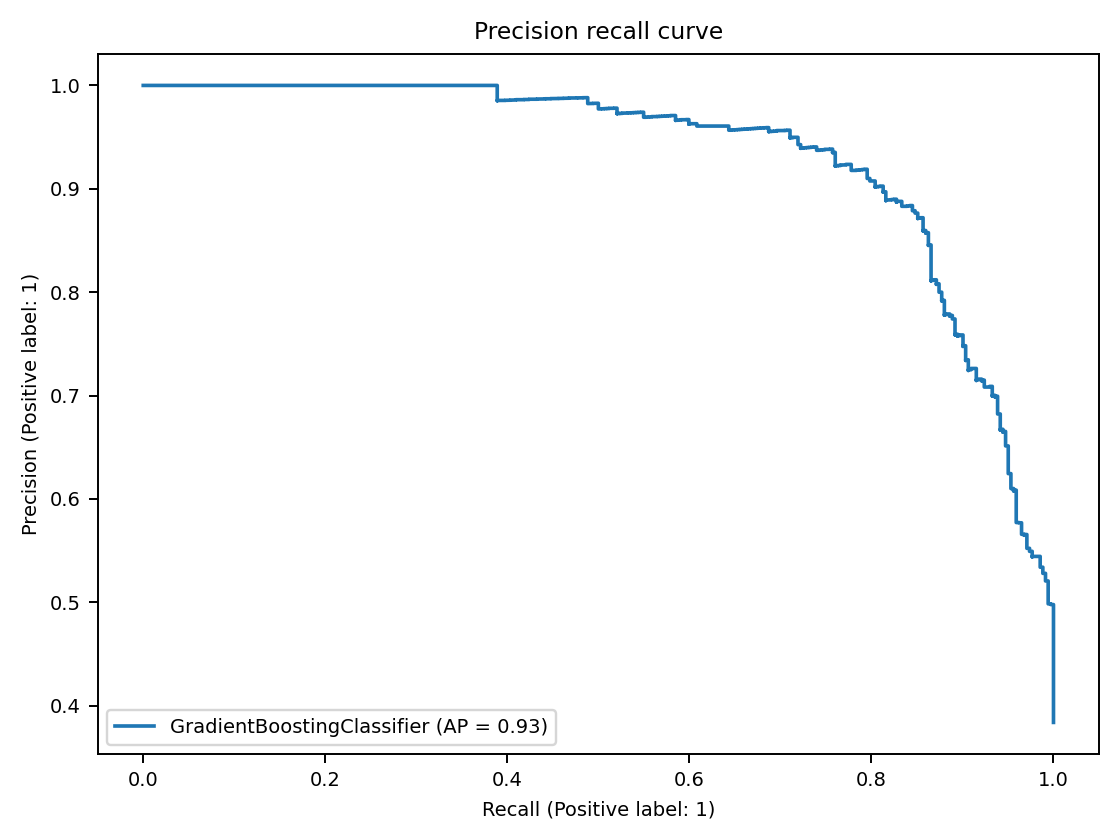 Precision recall curve
Precision (Positive label: 1)
1.0
0.9
0.8
0.7
0.6
0.5
0.4
GradientBoostingClassifier (AP = 0.93)
0.0 0.2 0.4 0.6 0.8 1.0
Recall (Positive label: 1)